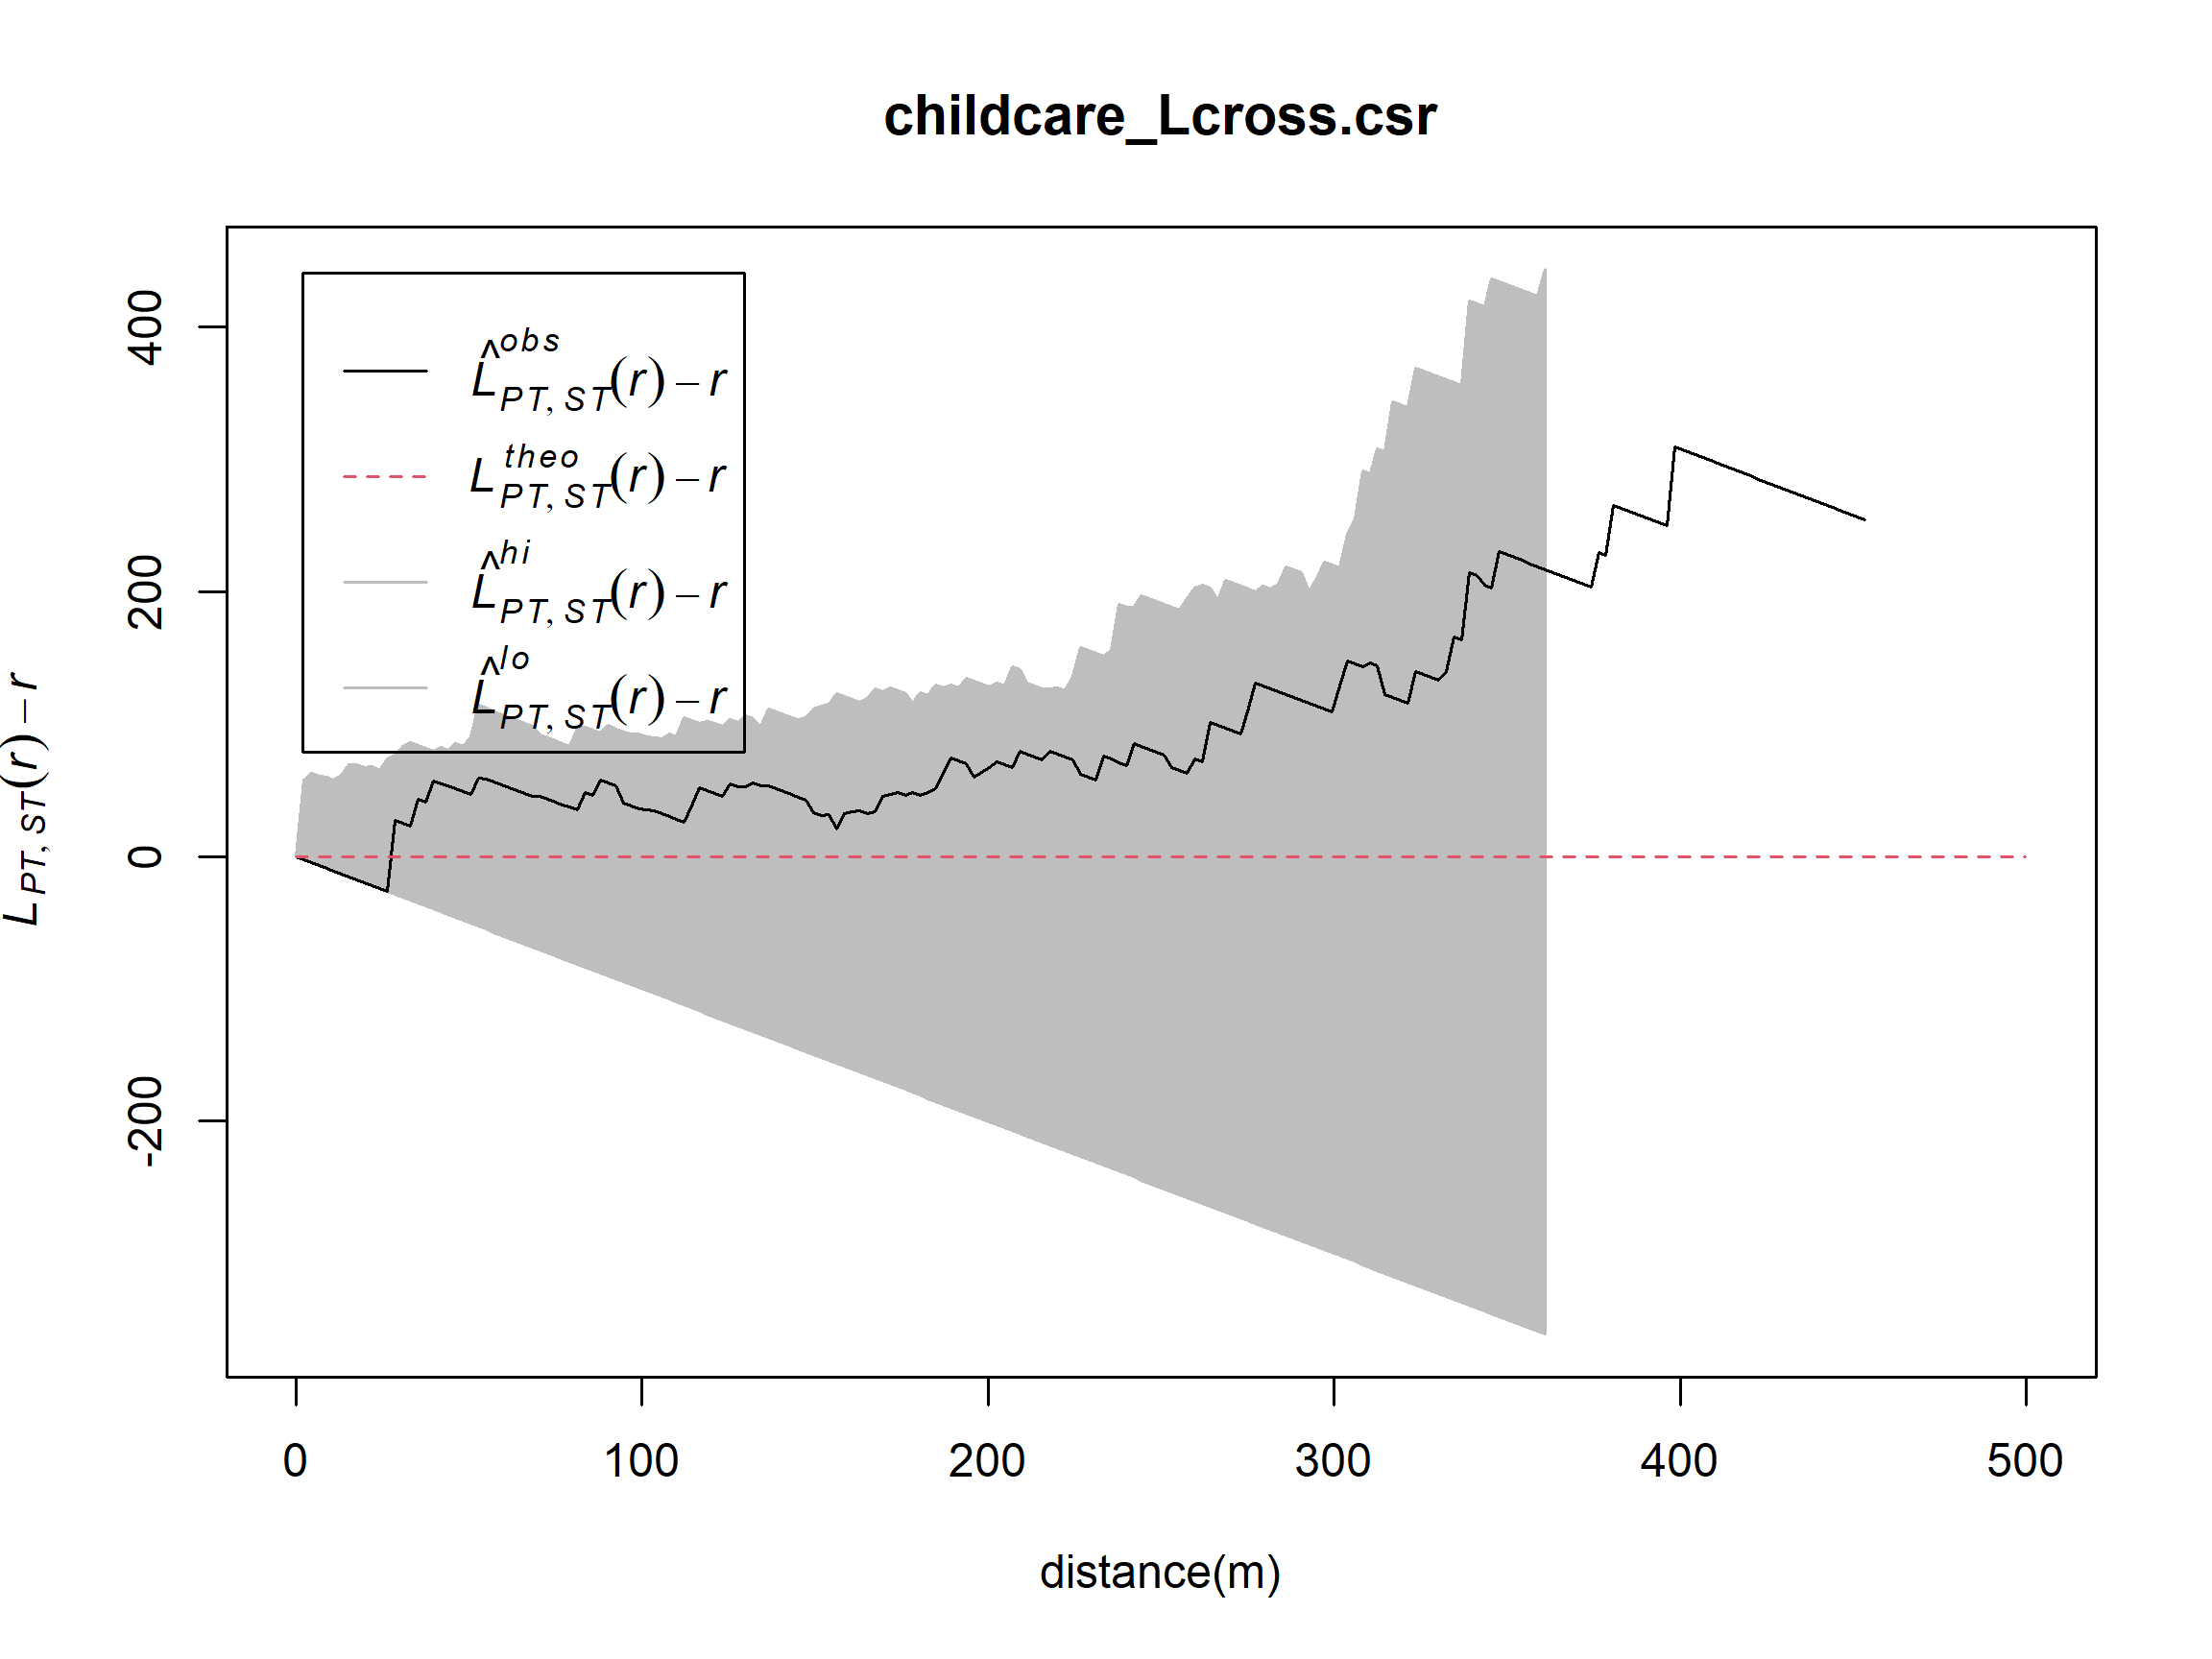 childcare_Lcross.csr
L̂ᵒᵇˢ_PT, ST(r) − r
Lᵗʰᵉᵒ_PT, ST(r) − r
L̂ʰⁱ_PT, ST(r) − r
L̂ˡᵒ_PT, ST(r) − r
L_PT, ST(r) − r
400
200
0
-200
0 100 200 300 400 500
distance(m)